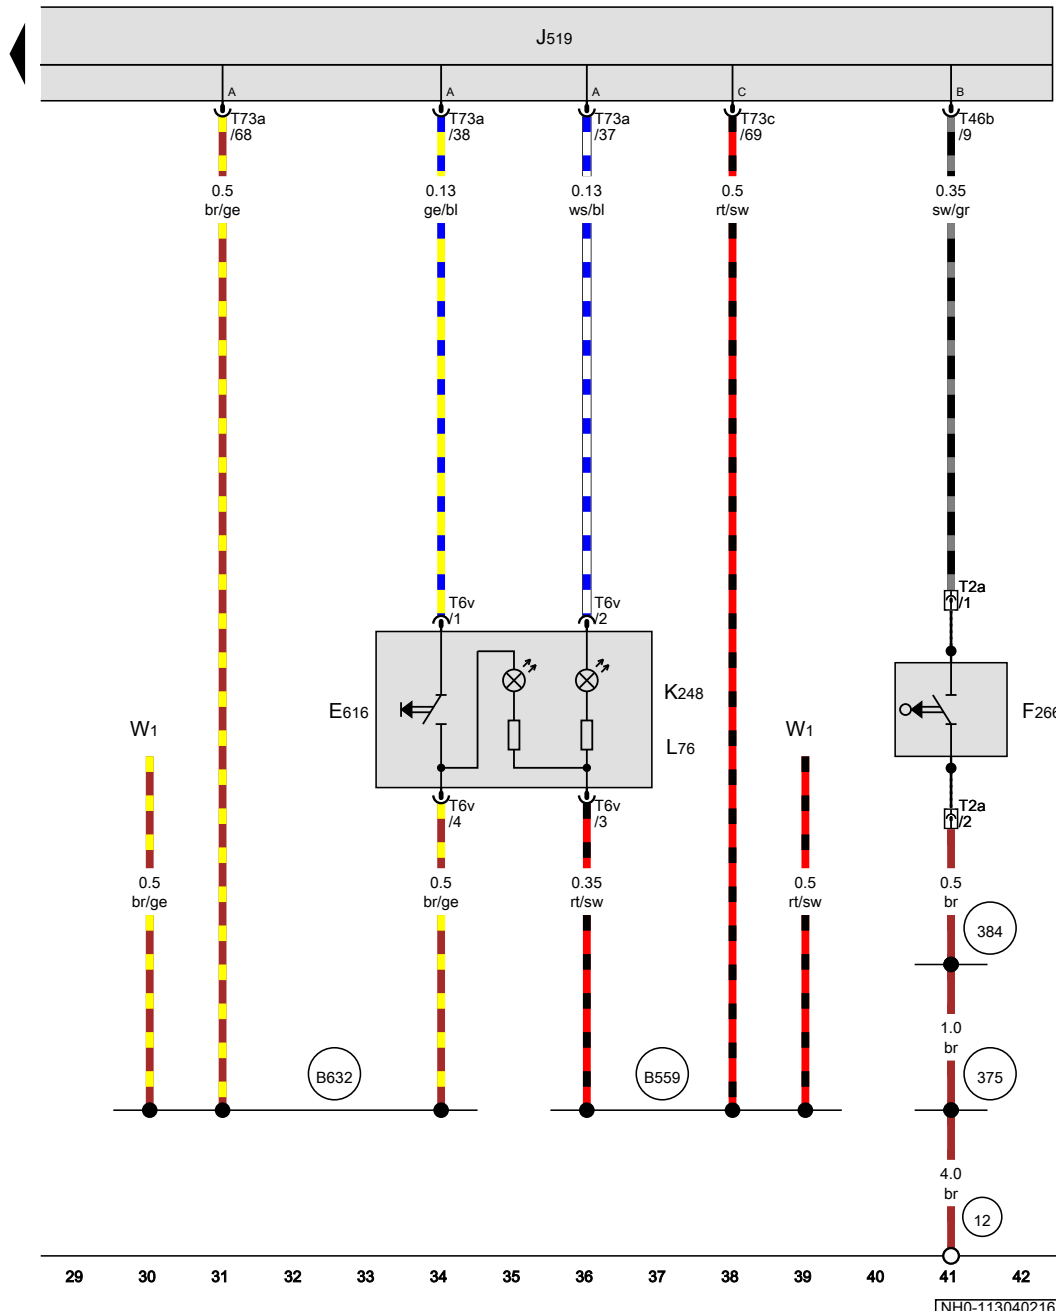 J519
A
A
A
C
B
T73a
/68
T73a
/38
T73a
/37
T73c
/69
T46b
/9
0.5
br/ge
0.13
ge/bl
0.13
ws/bl
0.5
rt/sw
0.35
sw/gr
T6v
/1
T6v
/2
T2a
/1
E616
K248
L76
F266
W1
W1
T6v
/4
T6v
/3
T2a
/2
0.5
br/ge
0.5
br/ge
0.35
rt/sw
0.5
rt/sw
0.5
br
384
1.0
br
B632
B559
375
4.0
br
12
29 30 31 32 33 34 35 36 37 38 39 40 41 42
NH0-113040216